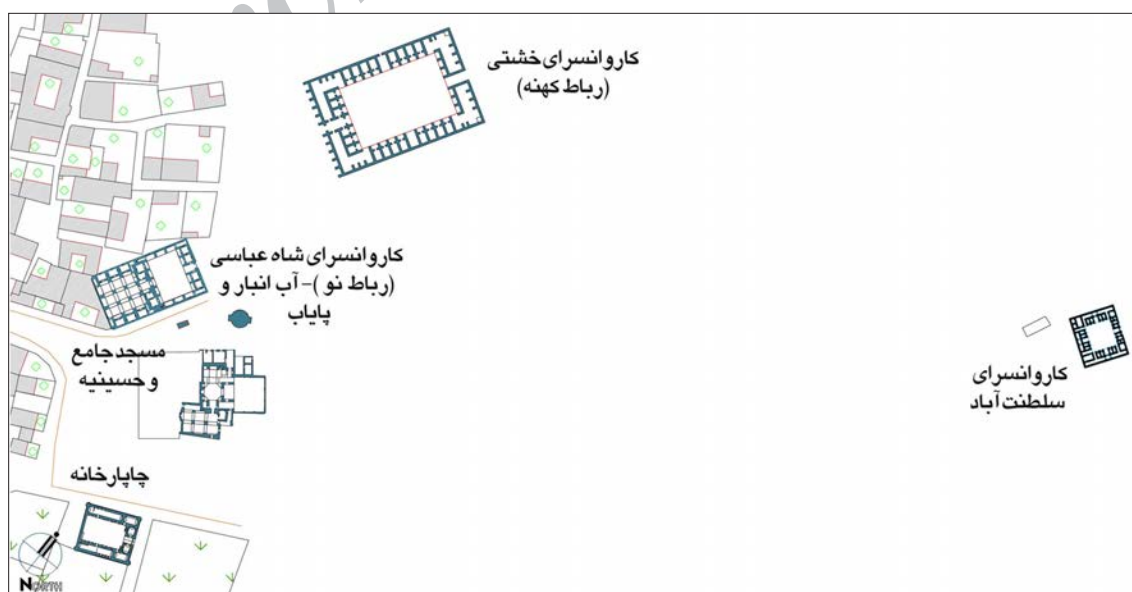 کاروانسرای خشتی
(رباط کهنه)
کاروانسرای شاه عباسی
(رباط نو)-آب انبار و
پایاب
مسجد جامع
و حسینیه
کاروانسرای
سلطنت آباد
چاپارخانه
NORTH